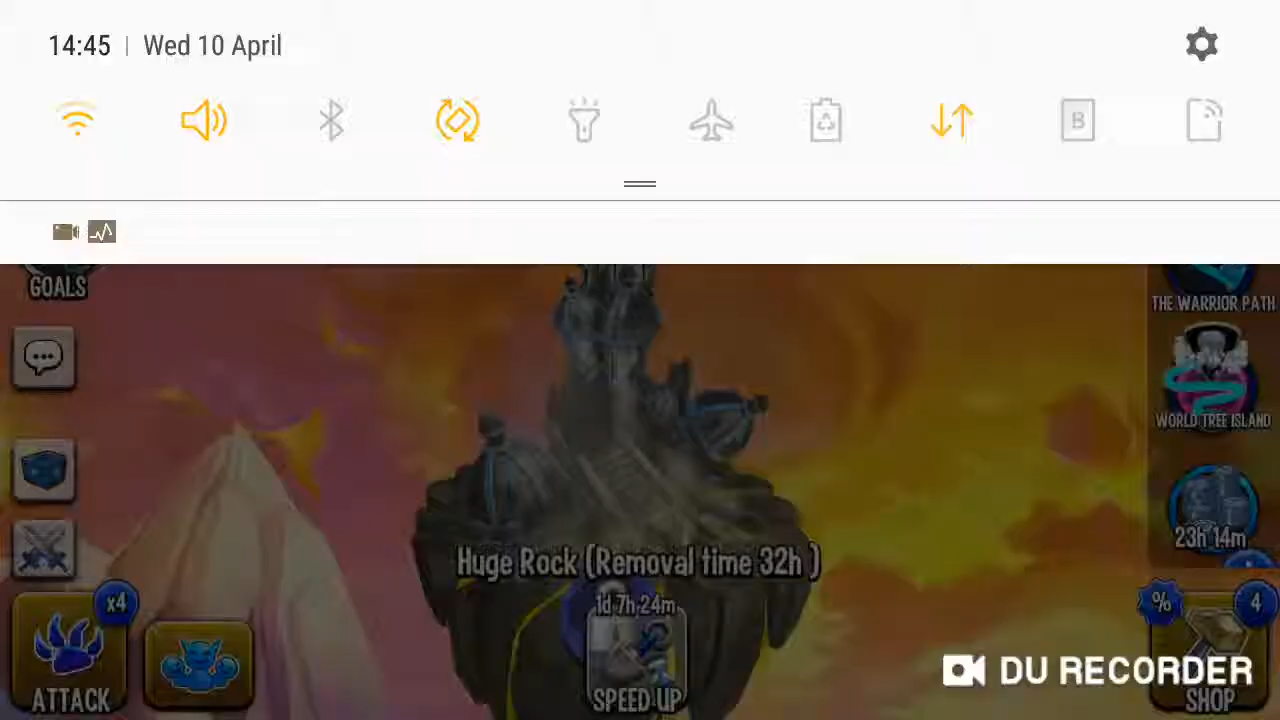 14:45 | Wed 10 April
B
GOALS
THE WARRIOR PATH
WORLD TREE ISLAND
23h 14m
Huge Rock (Removal time 32h )
1d 7h 24m
SPEED UP
x4
ATTACK
%
4
SHOP
DU RECORDER